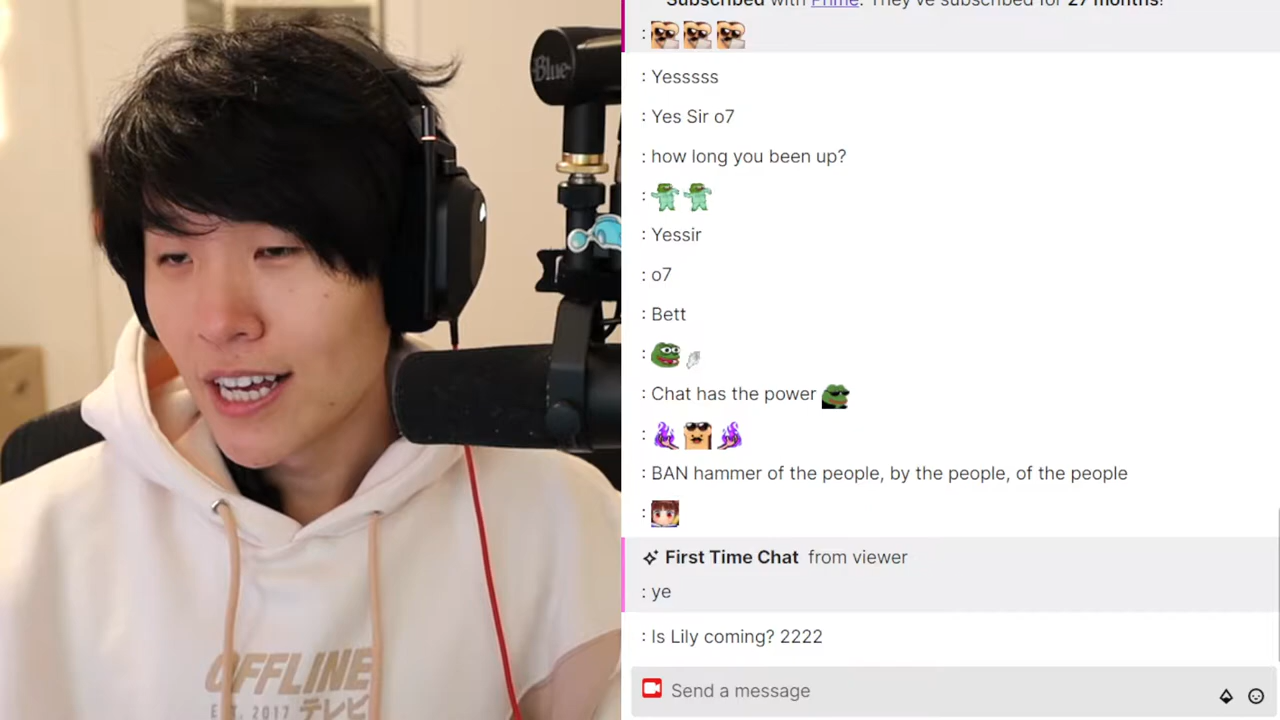 Blue
OFFLINE
EST. 2017 テレビ
Subscribed with Prime. They've subscribed for 27 months!
:
: Yesssss
: Yes Sir o7
: how long you been up?
:
: Yessir
: o7
: Bett
:
: Chat has the power
:
: BAN hammer of the people, by the people, of the people
:
First Time Chat from viewer
: ye
: Is Lily coming? 2222
Send a message